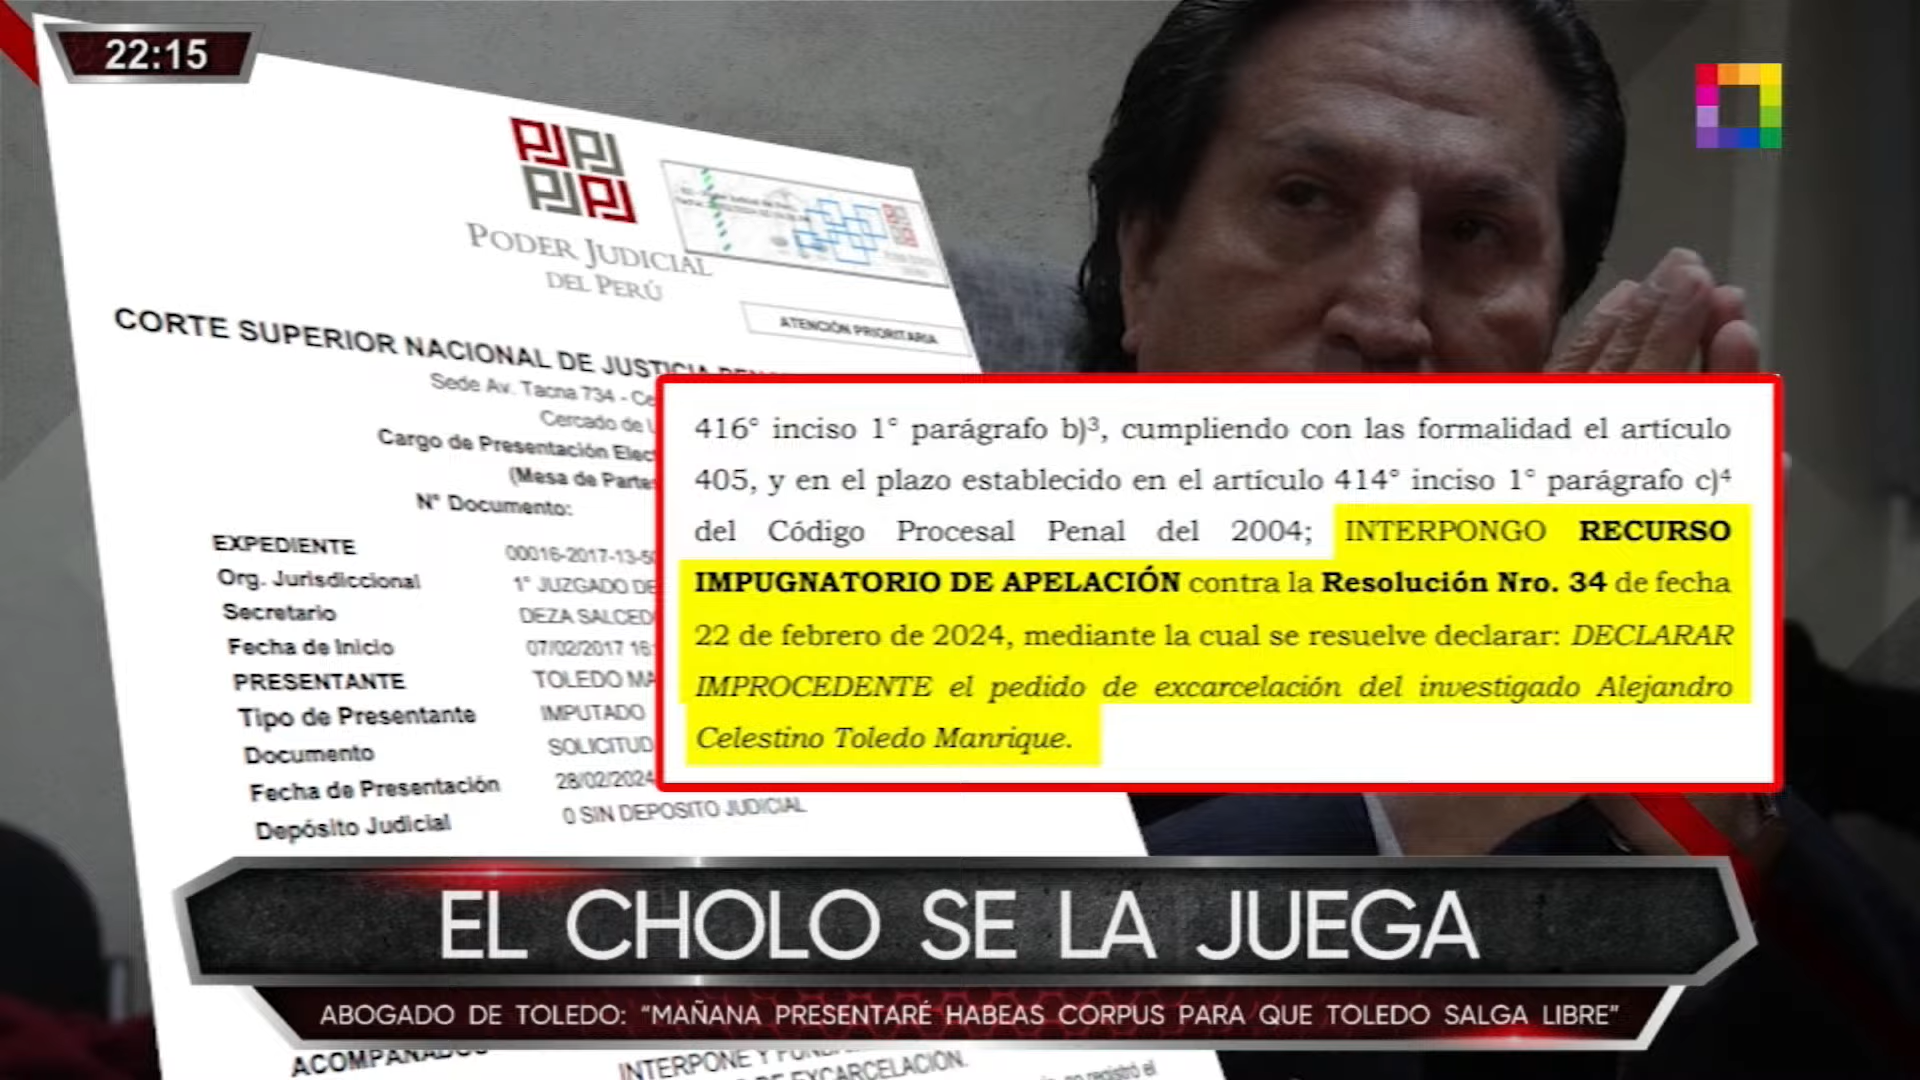 22:15
PODER JUDICIAL
DEL PERÚ
ATENCIÓN PRIORITARIA
CORTE SUPERIOR NACIONAL DE JUSTICIA
Sede Av. Tacna 734 -
Cercado de
Cargo de Presentación
(Mesa de
N° Documento:
EXPEDIENTE 00016-2017-13-
Org. Jurisdiccional 1° JUZGADO DE
Secretario DEZA
Fecha de Inicio 07/02/2017 16:
PRESENTANTE TOLEDO MA
Tipo de Presentante IMPUTADO
Documento SOLICITUD
Fecha de Presentación 28/02/2024
Depósito Judicial 0 SIN DEPOSITO JUDICIAL
416° inciso 1° parágrafo b)³, cumpliendo con las formalidad el artículo
405, y en el plazo establecido en el artículo 414° inciso 1° parágrafo c)⁴
del Código Procesal Penal del 2004; INTERPONGO RECURSO
IMPUGNATORIO DE APELACIÓN contra la Resolución Nro. 34 de fecha
22 de febrero de 2024, mediante la cual se resuelve declarar: DECLARAR
IMPROCEDENTE el pedido de excarcelación del investigado Alejandro
Celestino Toledo Manrique.
EL CHOLO SE LA JUEGA
ABOGADO DE TOLEDO: “MAÑANA PRESENTARÉ HABEAS CORPUS PARA QUE TOLEDO SALGA LIBRE”
INTERPONE Y
DE EXCARCELACIÓN.